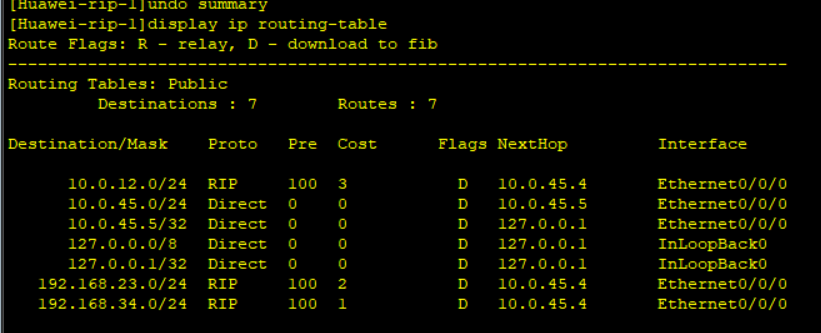 [Huawei-rip-1]undo summary
[Huawei-rip-1]display ip routing-table
Route Flags: R - relay, D - download to fib
------------------------------------------------------------------------------
Routing Tables: Public
         Destinations : 7        Routes : 7

Destination/Mask    Proto   Pre  Cost      Flags NextHop         Interface

      10.0.12.0/24  RIP     100  3           D   10.0.45.4       Ethernet0/0/0
      10.0.45.0/24  Direct  0    0           D   10.0.45.5       Ethernet0/0/0
      10.0.45.5/32  Direct  0    0           D   127.0.0.1       Ethernet0/0/0
      127.0.0.0/8   Direct  0    0           D   127.0.0.1       InLoopBack0
      127.0.0.1/32  Direct  0    0           D   127.0.0.1       InLoopBack0
   192.168.23.0/24  RIP     100  2           D   10.0.45.4       Ethernet0/0/0
   192.168.34.0/24  RIP     100  1           D   10.0.45.4       Ethernet0/0/0